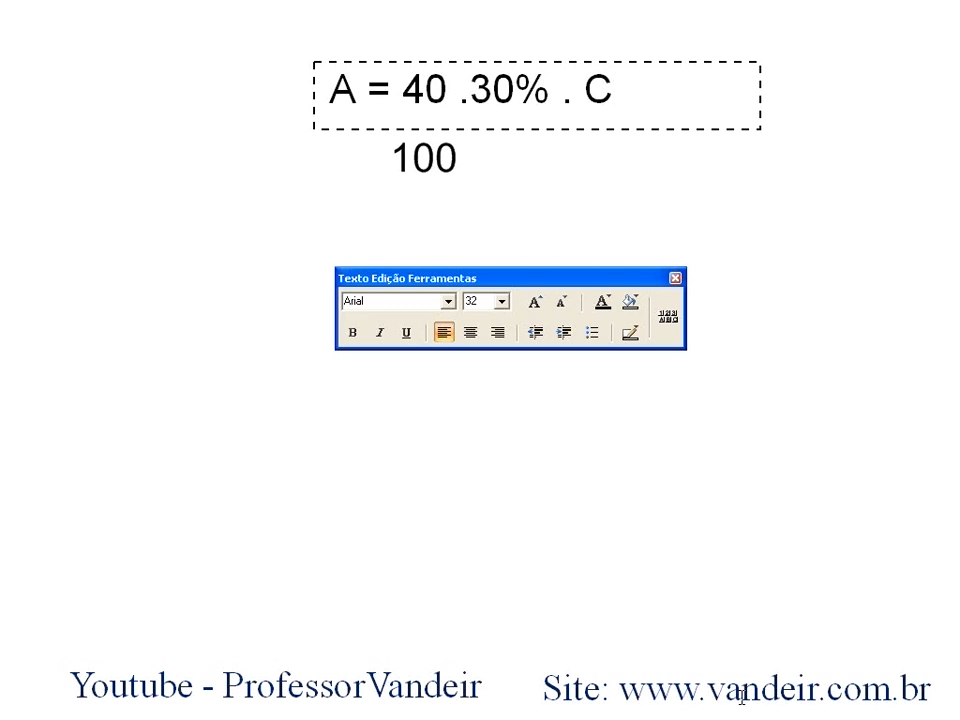 A = 40 .30% . C
100
Texto Edição Ferramentas
Arial 32
B I U
Youtube - ProfessorVandeir
Site: www.vandeir.com.br